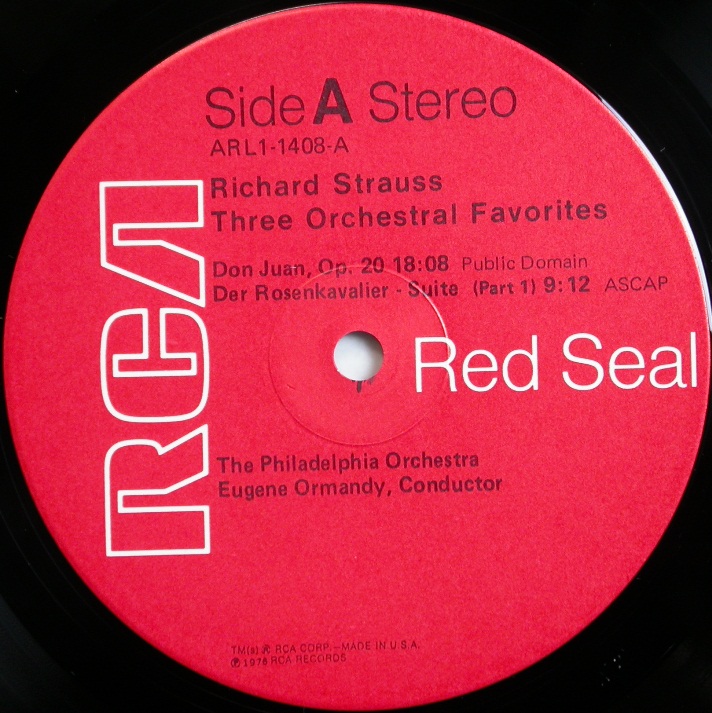 Side A Stereo
ARL1-1408-A
Richard Strauss
Three Orchestral Favorites
Don Juan, Op. 20 18:08 Public Domain
Der Rosenkavalier - Suite (Part 1) 9:12 ASCAP
RCA
Red Seal
The Philadelphia Orchestra
Eugene Ormandy, Conductor
TM(s) ® RCA CORP.—MADE IN U.S.A.
℗ 1976 RCA RECORDS